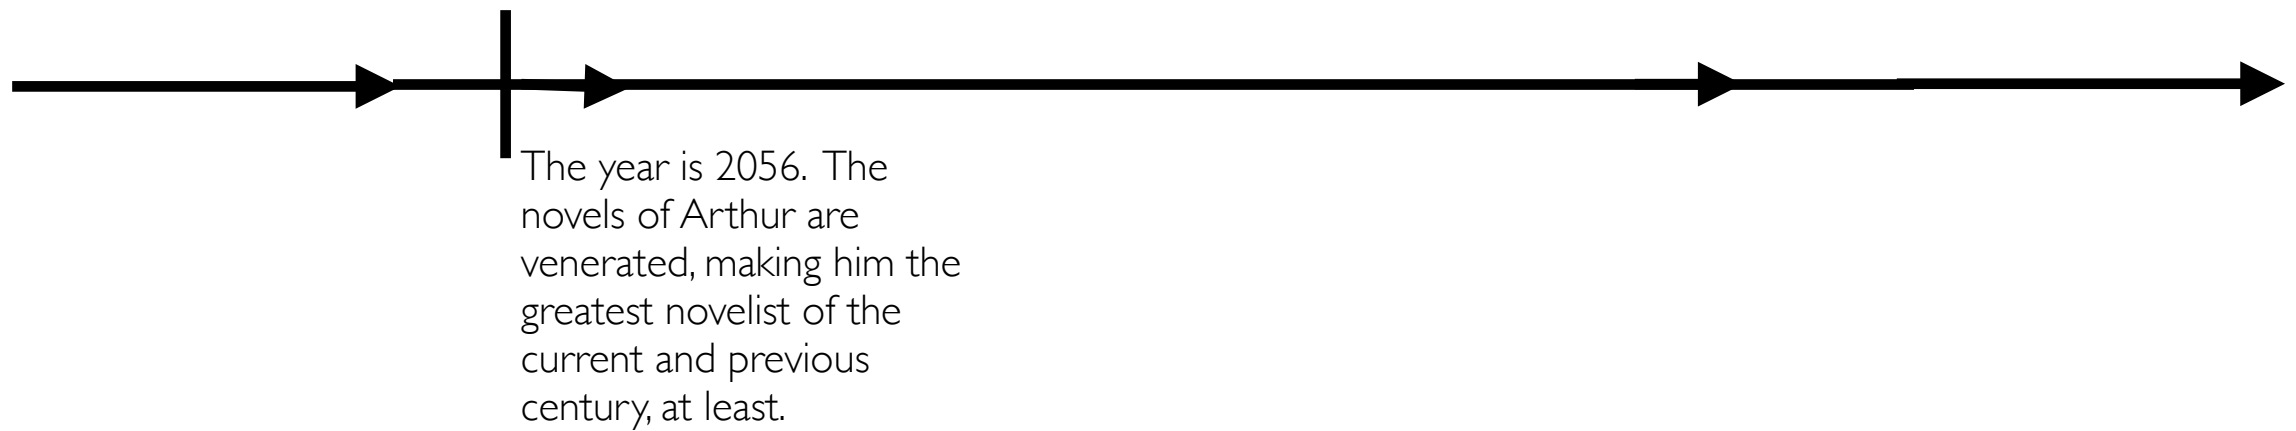 The year is 2056. The
novels of Arthur are
venerated, making him the
greatest novelist of the
current and previous
century, at least.